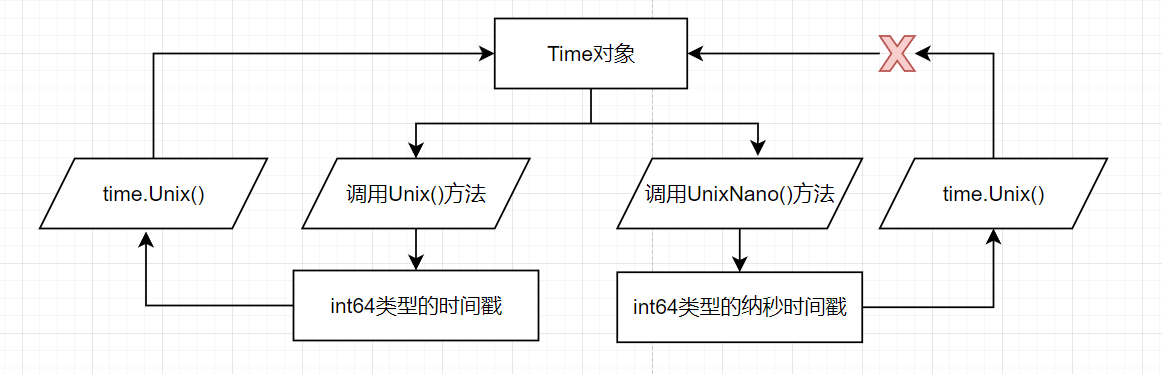 Time对象
time.Unix()
调用Unix()方法
调用UnixNano()方法
time.Unix()
int64类型的时间戳
int64类型的纳秒时间戳